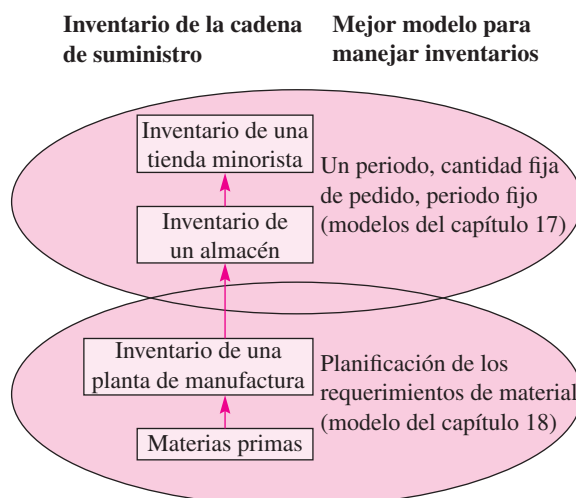 Inventario de la cadena
de suministro
Mejor modelo para
manejar inventarios
Inventario de una
tienda minorista
Inventario de
un almacén
Un periodo, cantidad fija
de pedido, periodo fijo
(modelos del capítulo 17)
Inventario de una
planta de manufactura
Materias primas
Planificación de los
requerimientos de material
(modelo del capítulo 18)